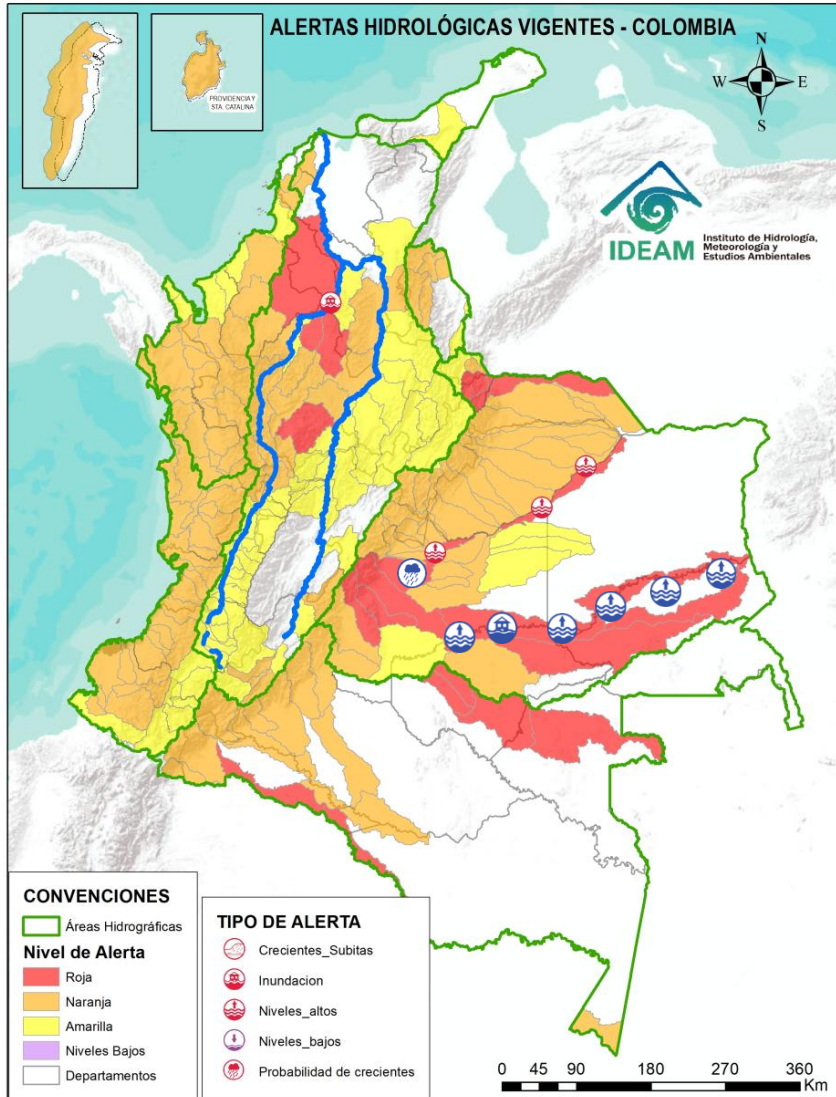 ALERTAS HIDROLÓGICAS VIGENTES - COLOMBIA
PROVIDENCIA Y
STA. CATALINA
N
W E
S
IDEAM
Instituto de Hidrología,
Meteorología y
Estudios Ambientales
CONVENCIONES
Áreas Hidrográficas
Nivel de Alerta
Roja
Naranja
Amarilla
Niveles Bajos
Departamentos
TIPO DE ALERTA
Crecientes_Subitas
Inundacion
Niveles_altos
Niveles_bajos
Probabilidad de crecientes
0 45 90 180 270 360
Km